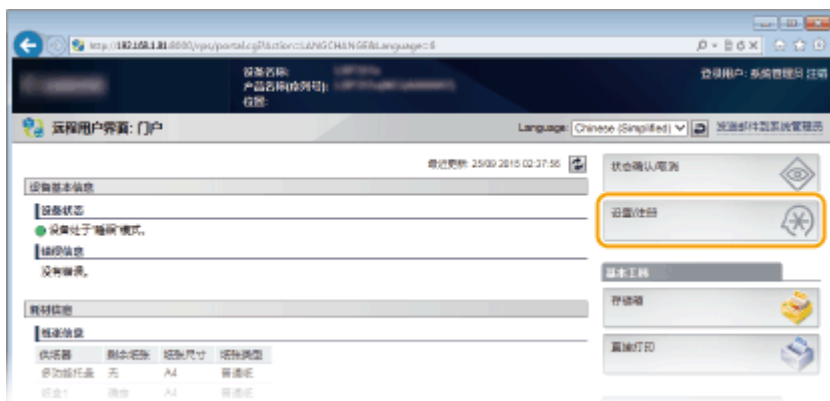 http://192.168.1.81:8000/rps/portal.cgi?Action=LANGCHANGE&Language=6
设备名称:
产品名称(序列号):
位置:
登录用户: 系统管理员 注销
远程用户界面: 门户
Language: Chinese (Simplified) 发送邮件到系统管理员
最近更新: 25/09 2015 02:37:56
状态确认/取消
设备基本信息
设备状态
设备处于"睡眠"模式。
设置/注册
错误信息
没有错误。
基本工具
耗材信息
存储箱
纸张信息
供纸器 剩余纸张 纸张尺寸 纸张类型
多功能托盘 无 A4 普通纸
直接打印
纸盒1 A4 普通纸